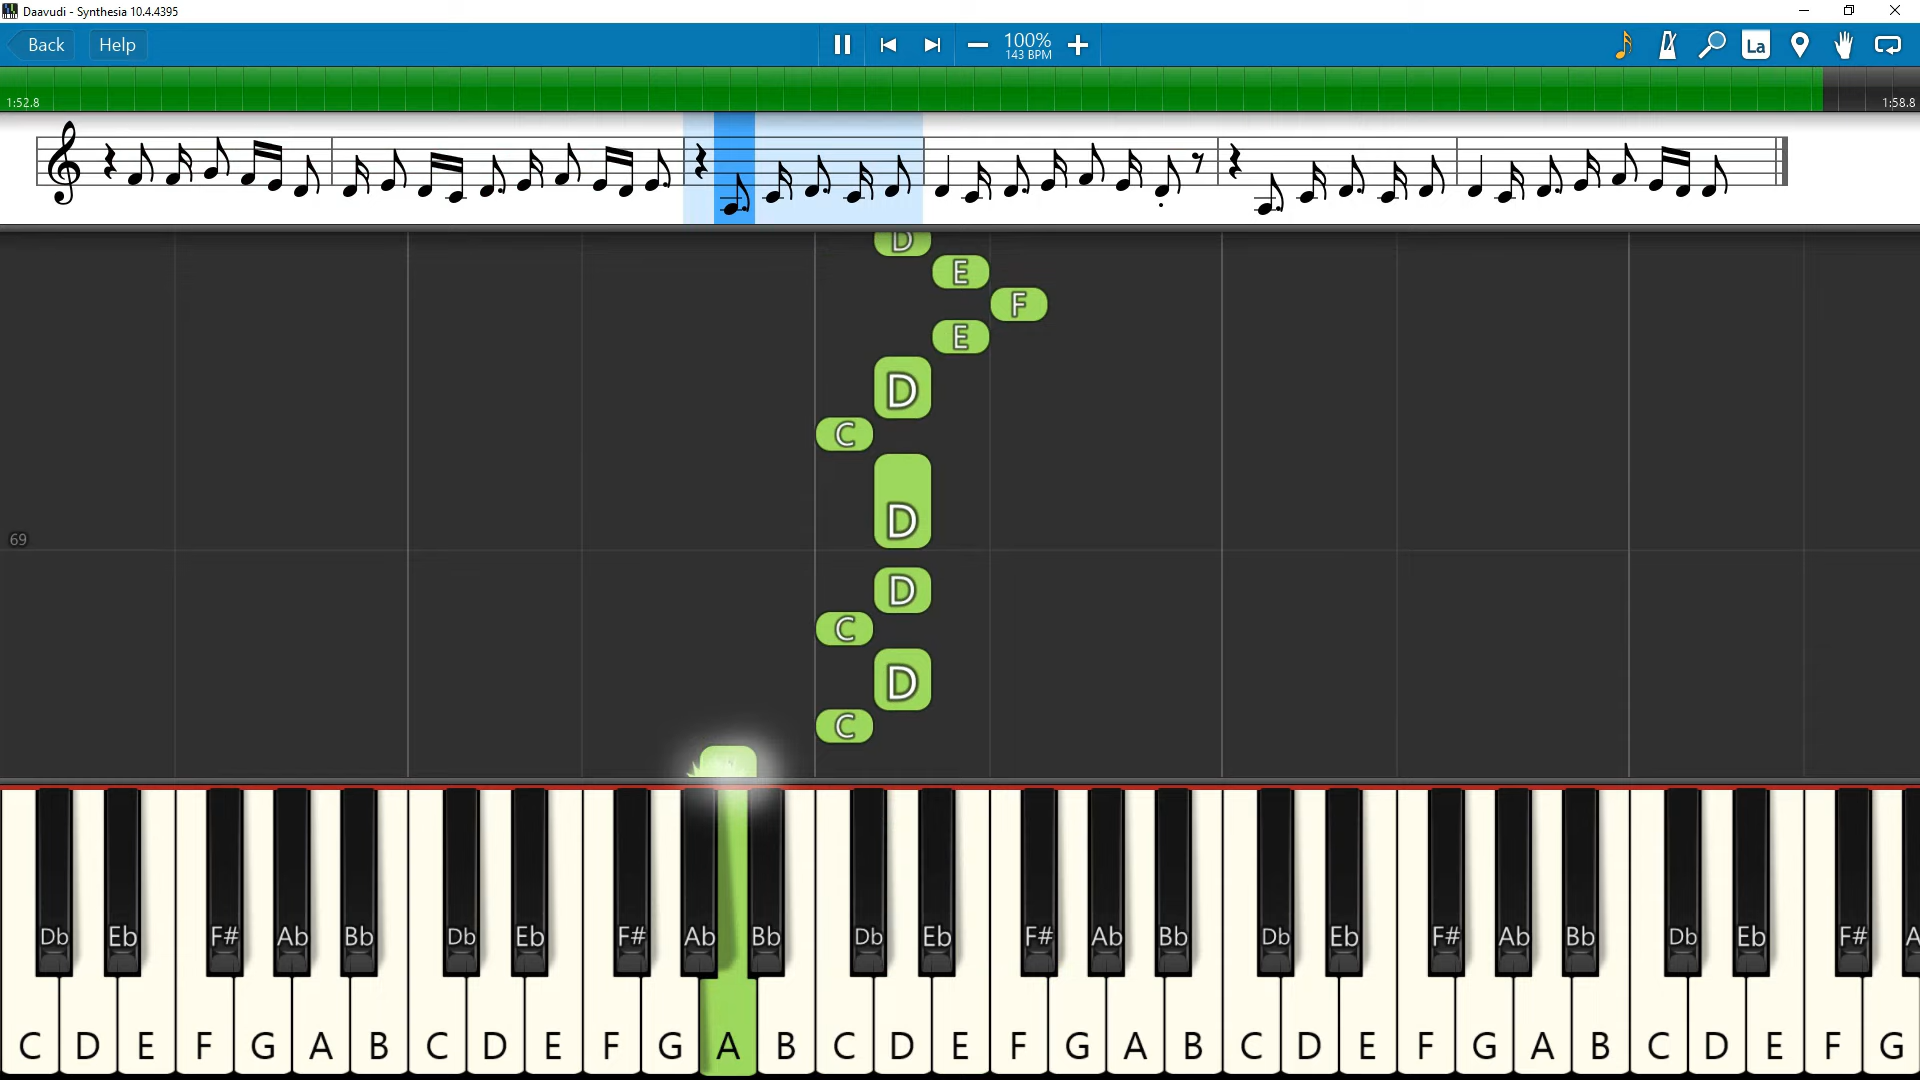 Daavudi - Synthesia 10.4.4395
Back Help 100% La
143 BPM
1:52.8 1:58.8
D
E
F
E
D
C
D
69
D
C
D
C
Db Eb F# Ab Bb Db Eb F# Ab Bb Db Eb F# Ab Bb Db Eb F# Ab Bb Db Eb F# A
C D E F G A B C D E F G A B C D E F G A B C D E F G A B C D E F G